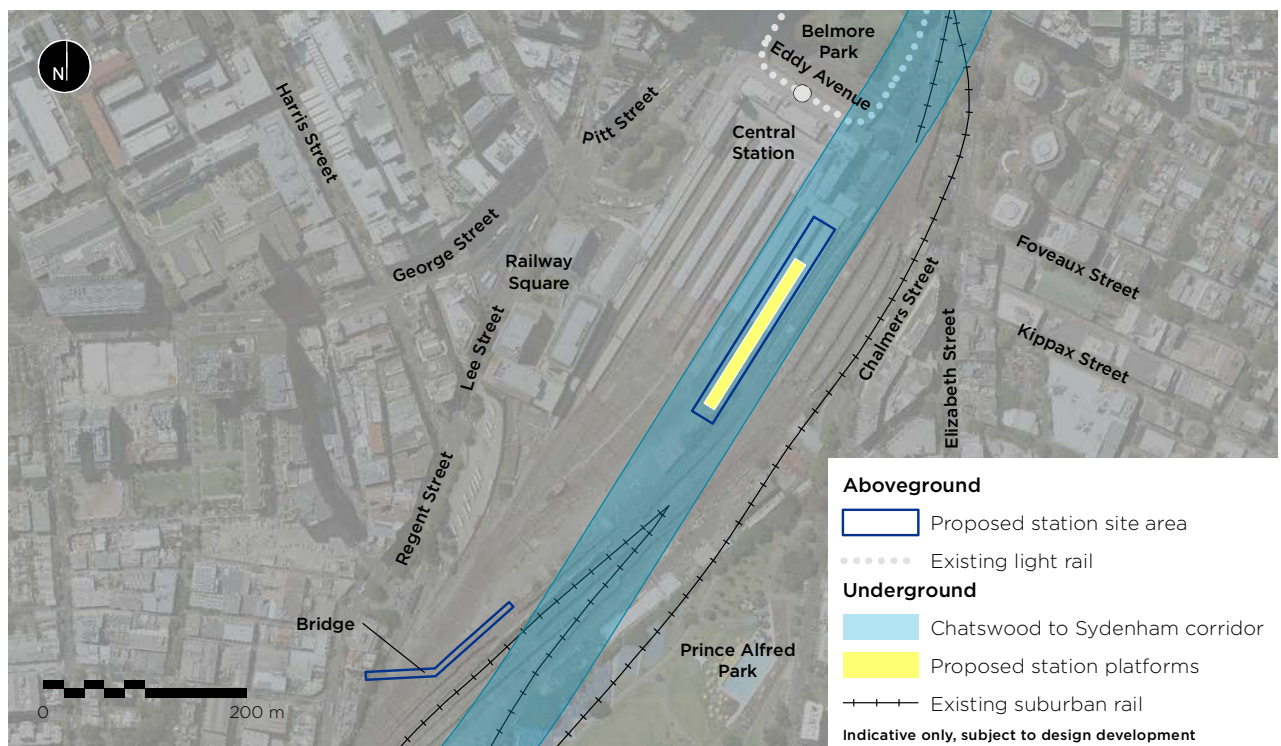 N
Belmore
Park
Eddy Avenue
Harris Street
Pitt Street
Central
Station
George Street
Railway
Square
Foveaux Street
Chalmers Street
Kippax Street
Lee Street
Elizabeth Street
Regent Street
Bridge
Prince Alfred
Park
0 200 m
Aboveground
Proposed station site area
Existing light rail
Underground
Chatswood to Sydenham corridor
Proposed station platforms
Existing suburban rail
Indicative only, subject to design development